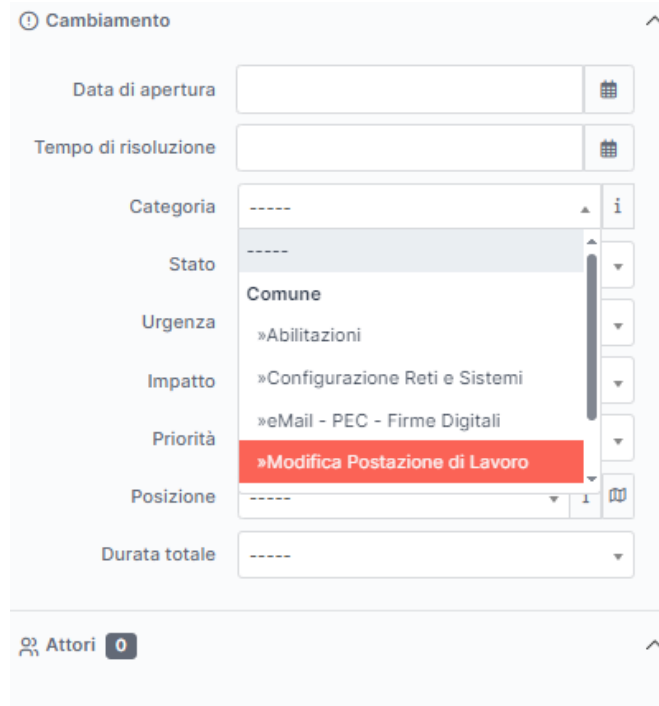 Cambiamento
Data di apertura
Tempo di risoluzione
Categoria ----- i
-----
Stato
Comune
Urgenza
»Abilitazioni
Impatto »Configurazione Reti e Sistemi
»eMail - PEC - Firme Digitali
Priorità
»Modifica Postazione di Lavoro
Posizione ----- i
Durata totale -----
Attori 0